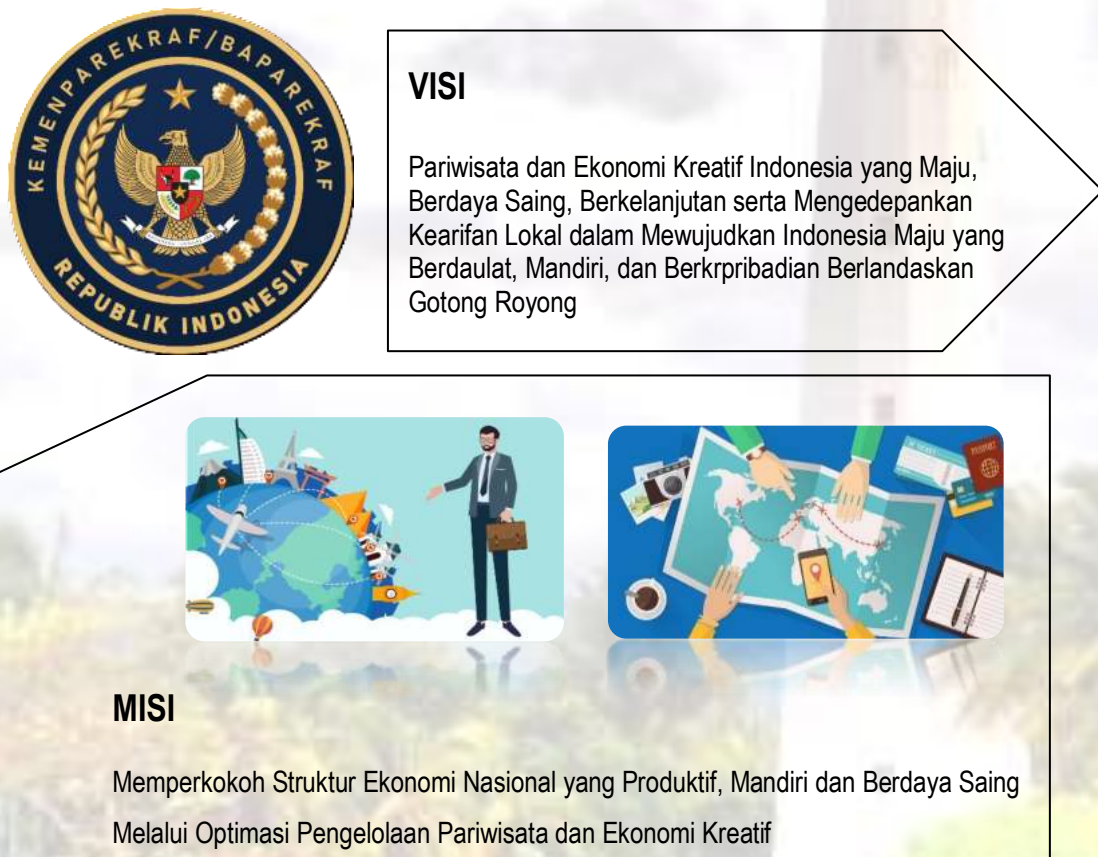 KEMENPAREKRAF/BAPAREKRAF
REPUBLIK INDONESIA
VISI
Pariwisata dan Ekonomi Kreatif Indonesia yang Maju,
Berdaya Saing, Berkelanjutan serta Mengedepankan
Kearifan Lokal dalam Mewujudkan Indonesia Maju yang
Berdaulat, Mandiri, dan Berkrpribadian Berlandaskan
Gotong Royong
PASSPORT
MISI
Memperkokoh Struktur Ekonomi Nasional yang Produktif, Mandiri dan Berdaya Saing
Melalui Optimasi Pengelolaan Pariwisata dan Ekonomi Kreatif